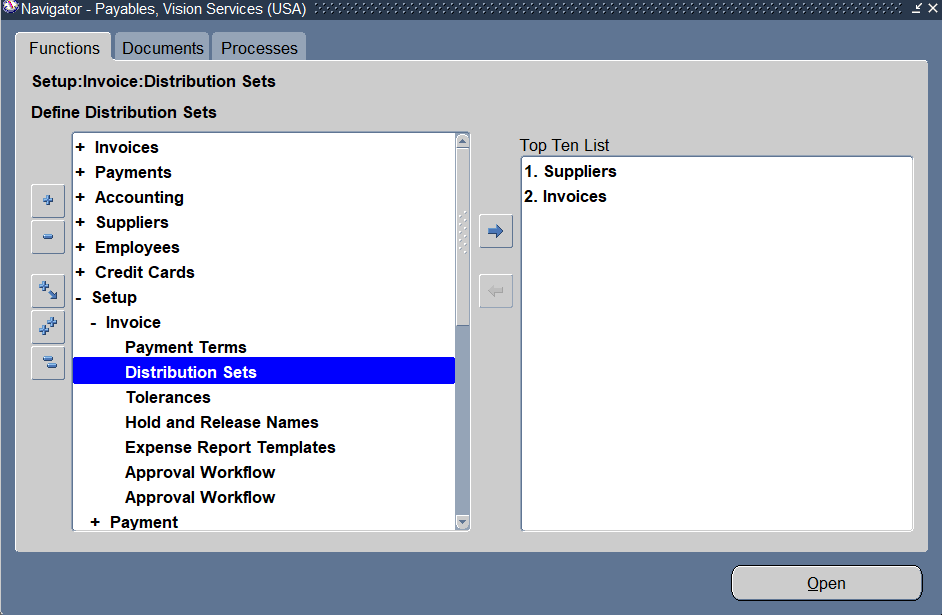 Navigator - Payables, Vision Services (USA)
Functions Documents Processes
Setup:Invoice:Distribution Sets
Define Distribution Sets
+ Invoices
+ Payments
+ Accounting
+ Suppliers
+ Employees
+ Credit Cards
- Setup
- Invoice
Payment Terms
Distribution Sets
Tolerances
Hold and Release Names
Expense Report Templates
Approval Workflow
Approval Workflow
+ Payment
Top Ten List
1. Suppliers
2. Invoices
Open